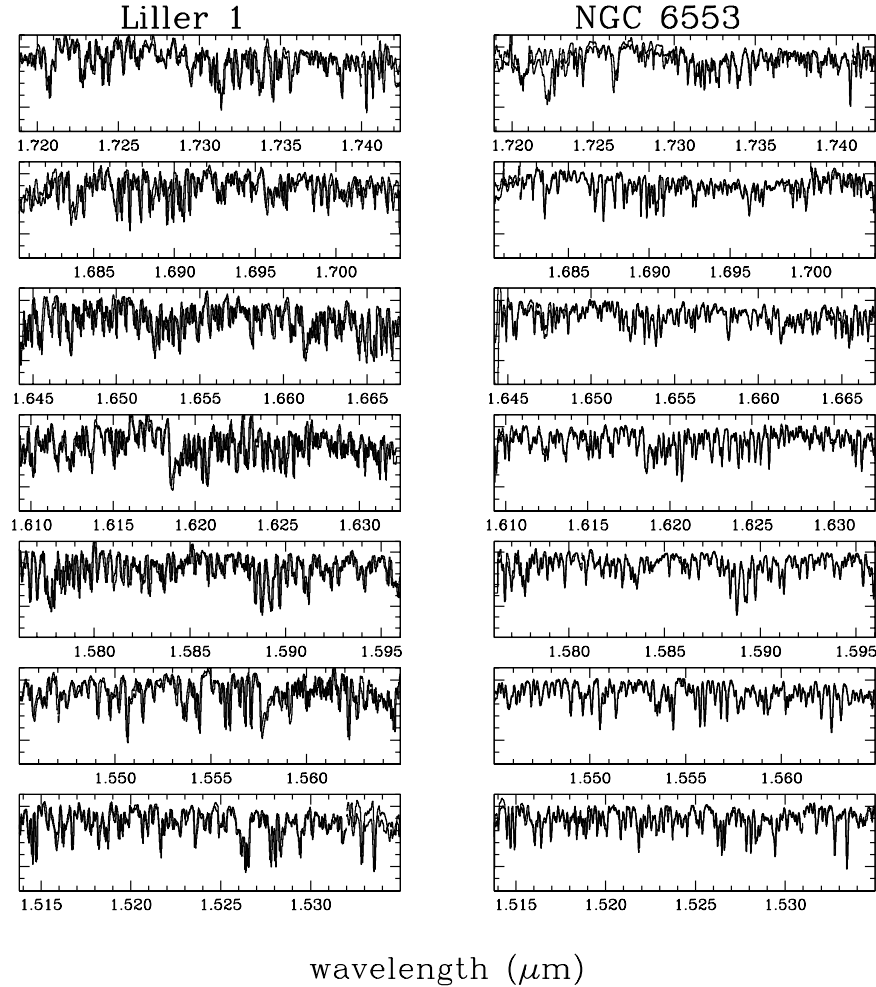 Liller 1 NGC 6553
1.720 1.725 1.730 1.735 1.740 1.720 1.725 1.730 1.735 1.740
1.685 1.690 1.695 1.700 1.685 1.690 1.695 1.700
1.645 1.650 1.655 1.660 1.665 1.645 1.650 1.655 1.660 1.665
1.610 1.615 1.620 1.625 1.630 1.610 1.615 1.620 1.625 1.630
1.580 1.585 1.590 1.595 1.580 1.585 1.590 1.595
1.550 1.555 1.560 1.550 1.555 1.560
1.515 1.520 1.525 1.530 1.515 1.520 1.525 1.530
wavelength (μm)